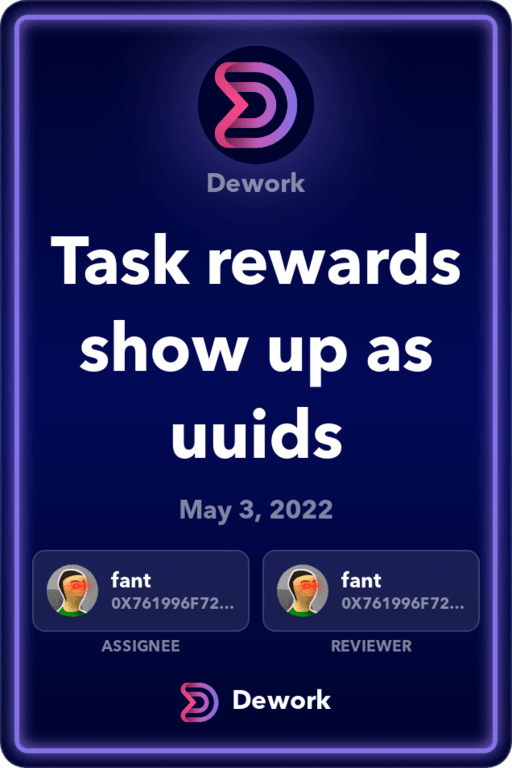 Dework
Task rewards
show up as
uuids
May 3, 2022
fant
0X761996F72...
ASSIGNEE
fant
0X761996F72...
REVIEWER
Dework